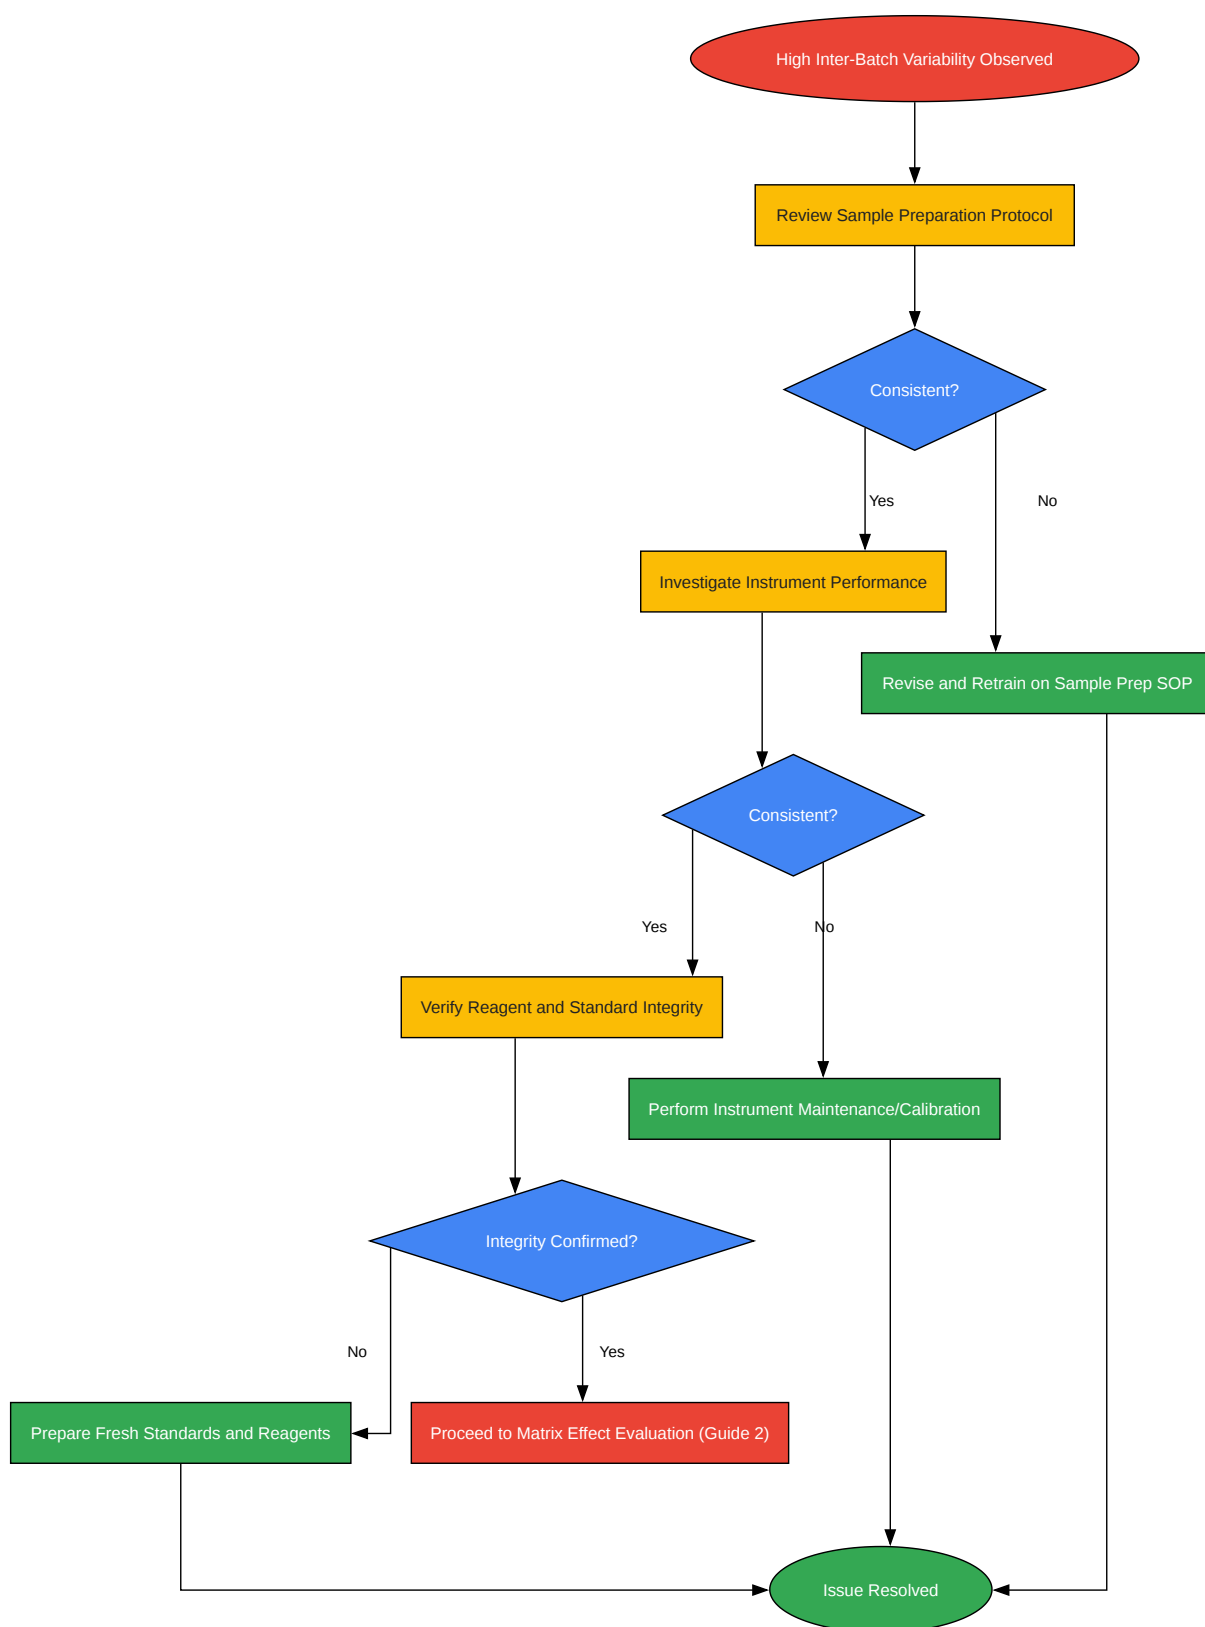 High Inter-Batch Variability Observed
Review Sample Preparation Protocol
Consistent?
Yes
No
Investigate Instrument Performance
Revise and Retrain on Sample Prep SOP
Consistent?
Yes
No
Verify Reagent and Standard Integrity
Perform Instrument Maintenance/Calibration
Integrity Confirmed?
No
Yes
Prepare Fresh Standards and Reagents
Proceed to Matrix Effect Evaluation (Guide 2)
Issue Resolved